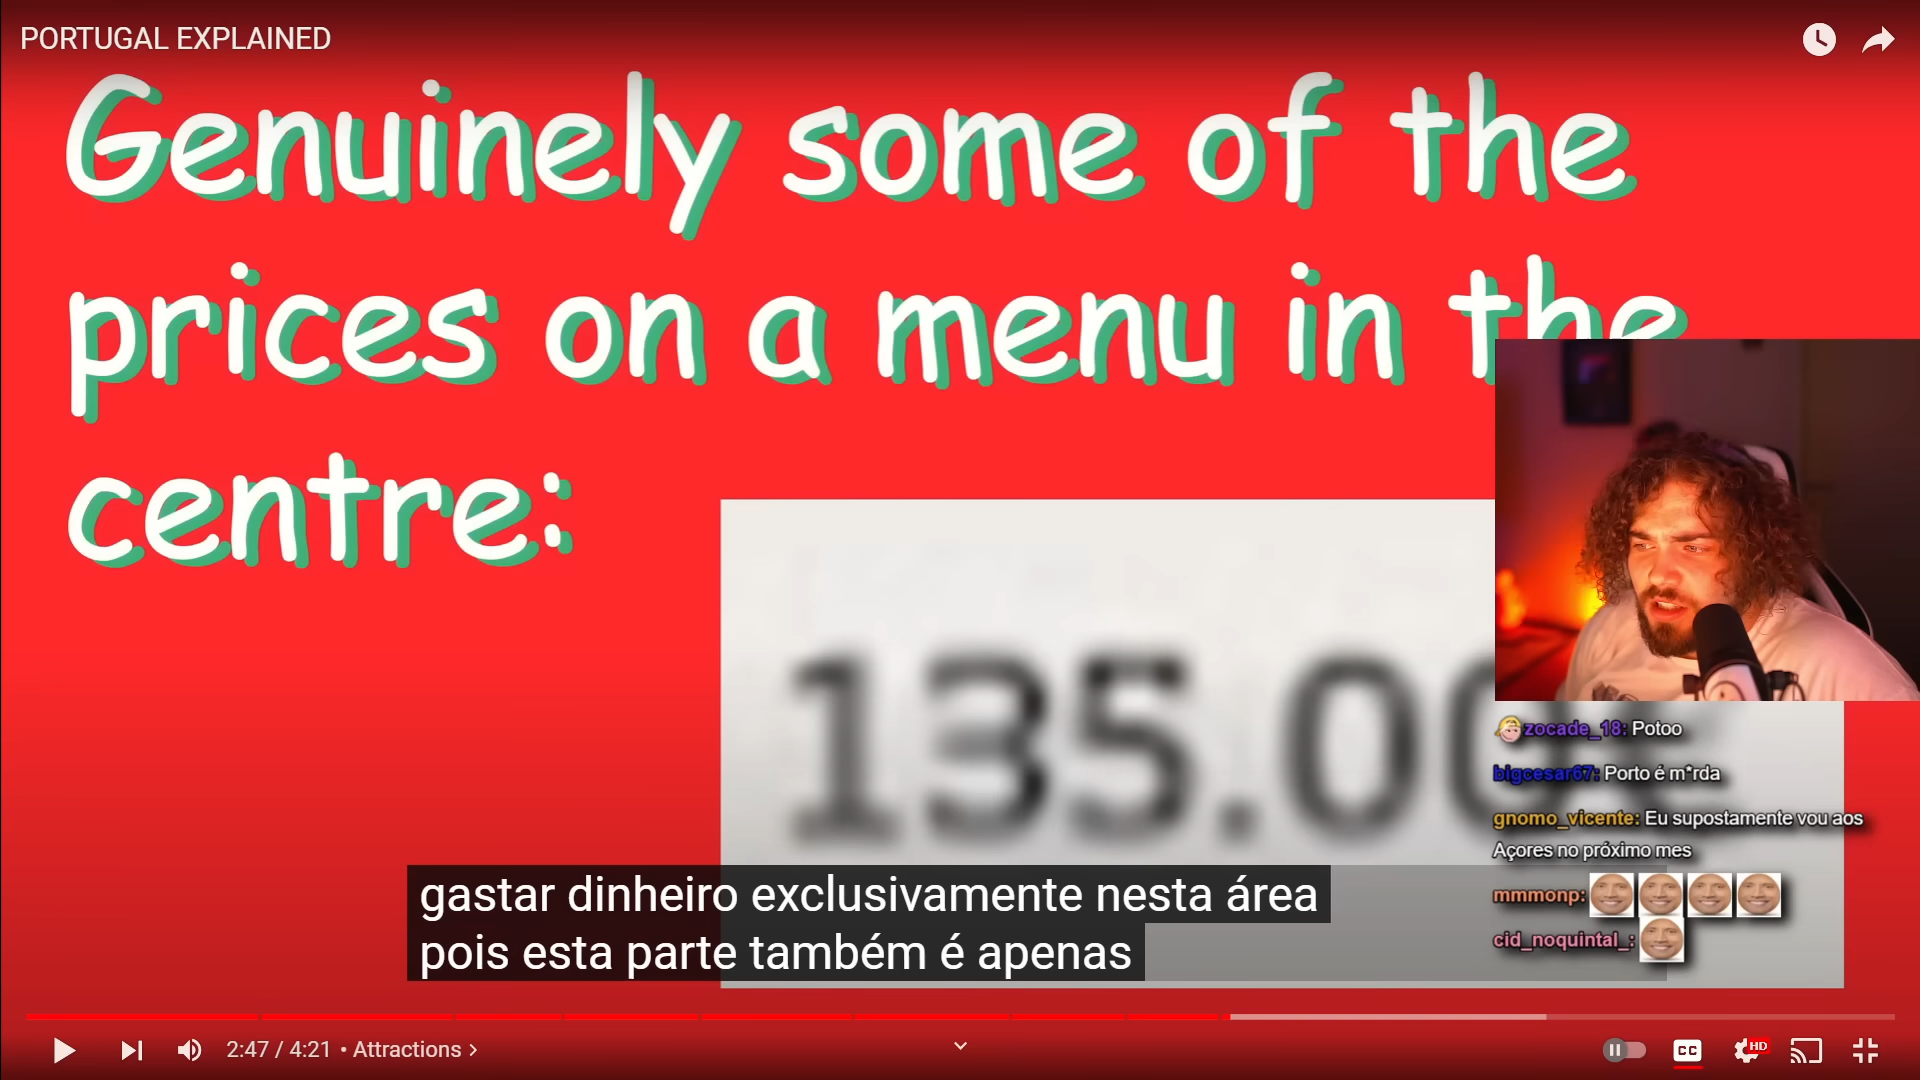 PORTUGAL EXPLAINED
Genuinely some of the
prices on a menu in the
centre:
135.00
zocade_18: Potoo
bigcesar67: Porto é m*rda
gnomo_vicente: Eu supostamente vou aos
Açores no próximo mes
mmmonp:
cid_noquintal_:
gastar dinheiro exclusivamente nesta área
pois esta parte também é apenas
2:47 / 4:21 • Attractions >
CC
HD